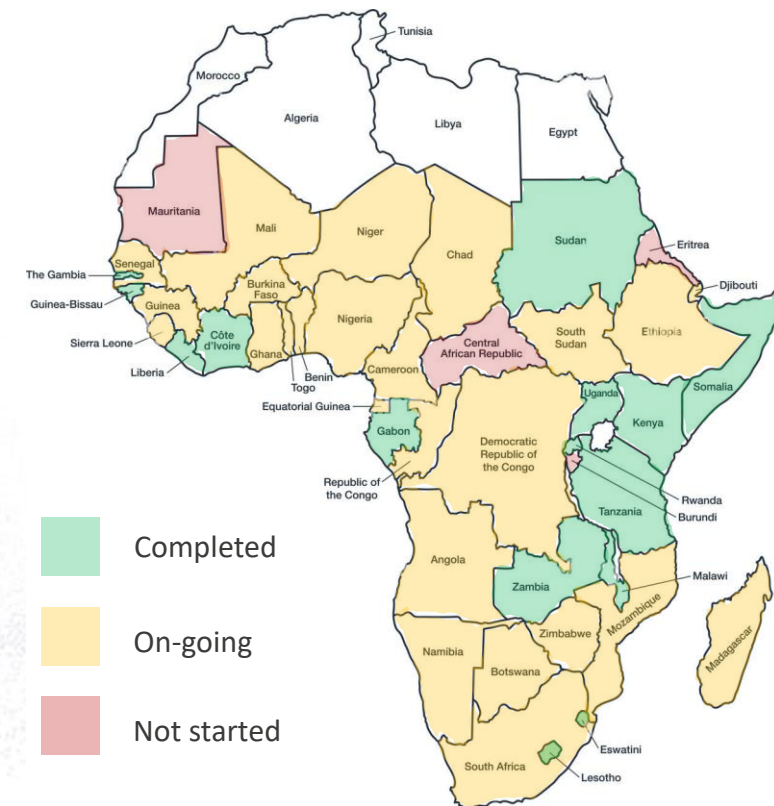 Tunisia
Morocco
Algeria
Libya
Egypt
Mauritania
Mali
Niger
Chad
Sudan
Eritrea
Senegal
The Gambia
Guinea-Bissau
Guinea
Burkina
Faso
Djibouti
Nigeria
Ethiopia
Sierra Leone
Côte
d'Ivoire
Ghana
South
Sudan
Central
African Republic
Liberia
Benin
Togo
Cameroon
Equatorial Guinea
Uganda
Somalia
Kenya
Gabon
Democratic
Republic of
the Congo
Republic of
the Congo
Rwanda
Burundi
Tanzania
Completed
Angola
Zambia
Malawi
Mozambique
On-going
Zimbabwe
Namibia
Madagascar
Botswana
Not started
Eswatini
South Africa
Lesotho